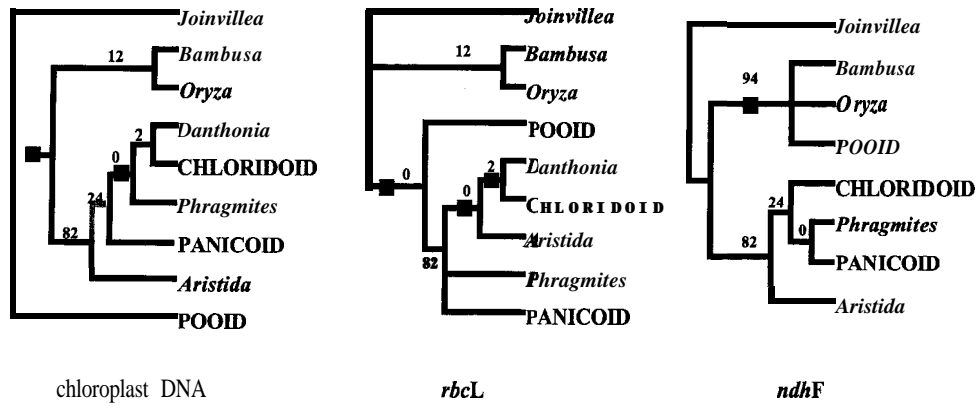 Joinvillea
12
Bambusa
Oryza
Danthonia
2
0
CHLORIDOID
24
Phragmites
82
PANICOID
Aristida
POOID
chloroplast DNA
Joinvillea
12
Bambusa
Oryza
POOID
0
Danthonia
2
0
CHLORIDOID
Aristida
82
Phragmites
PANICOID
rbcL
Joinvillea
94
Bambusa
Oryza
POOID
CHLORIDOID
24
Phragmites
0
82
PANICOID
Aristida
ndhF